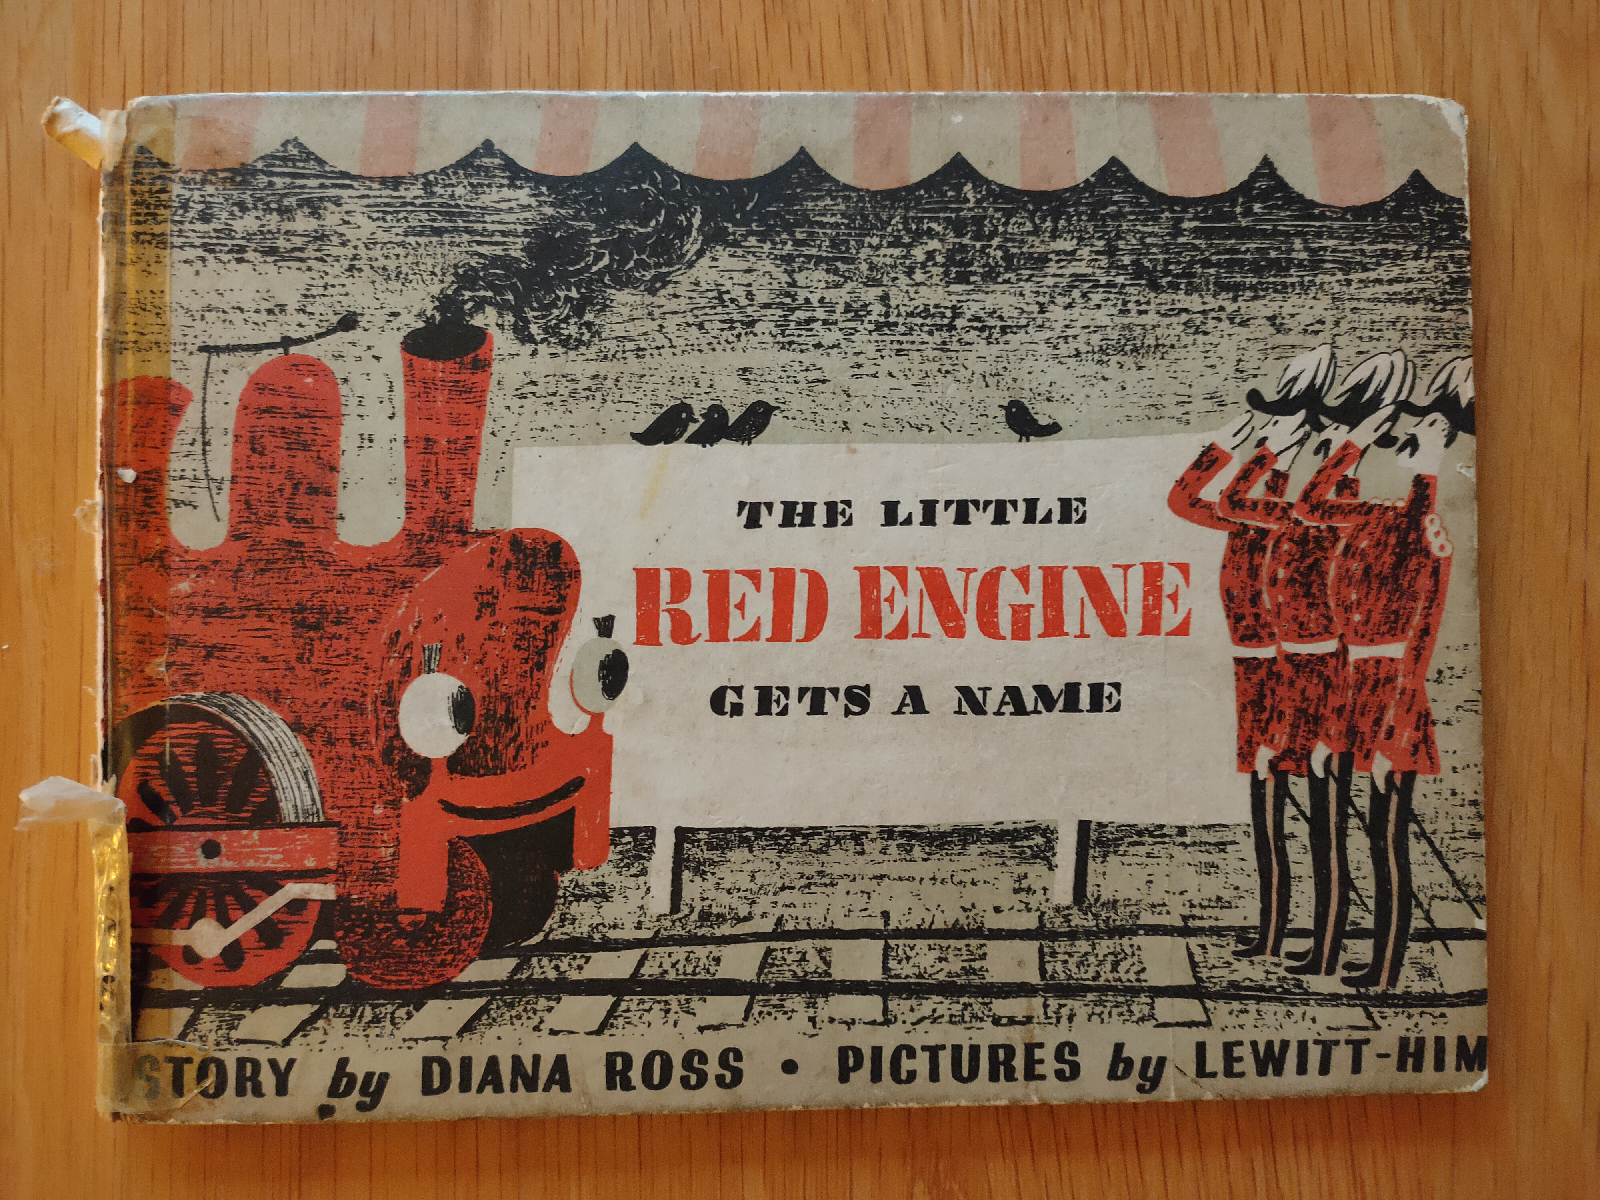 THE LITTLE
RED ENGINE
GETS A NAME
STORY by DIANA ROSS • PICTURES by LEWITT-HIM